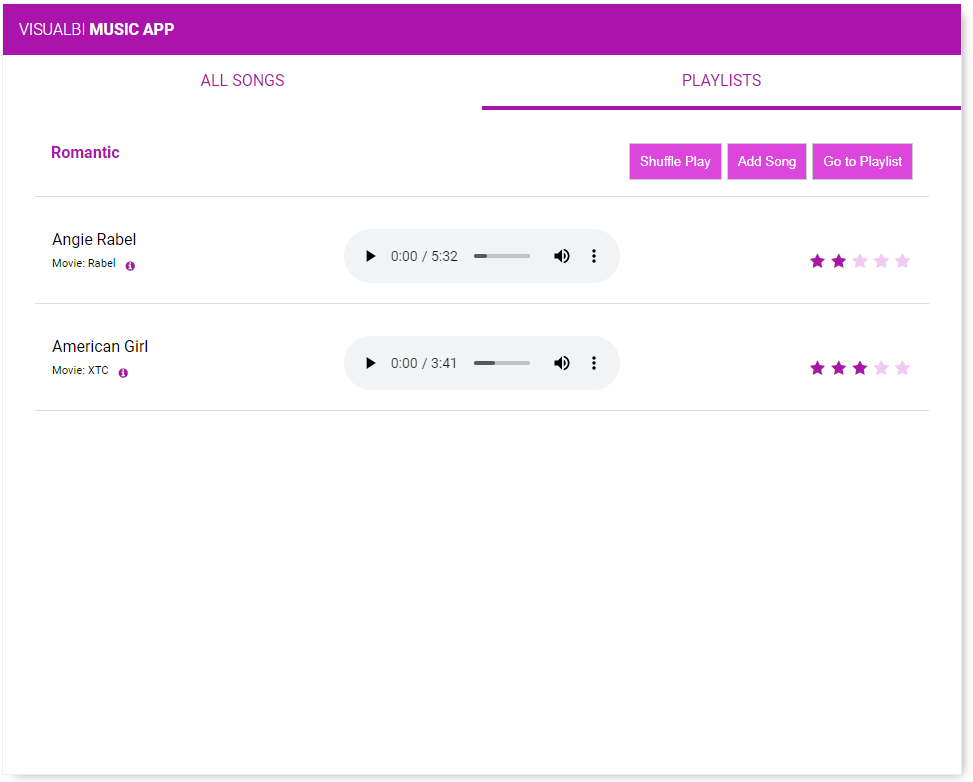 VISUALBI MUSIC APP
ALL SONGS PLAYLISTS
Romantic Shuffle Play Add Song Go to Playlist
Angie Rabel
Movie: Rabel
0:00 / 5:32
American Girl
Movie: XTC
0:00 / 3:41